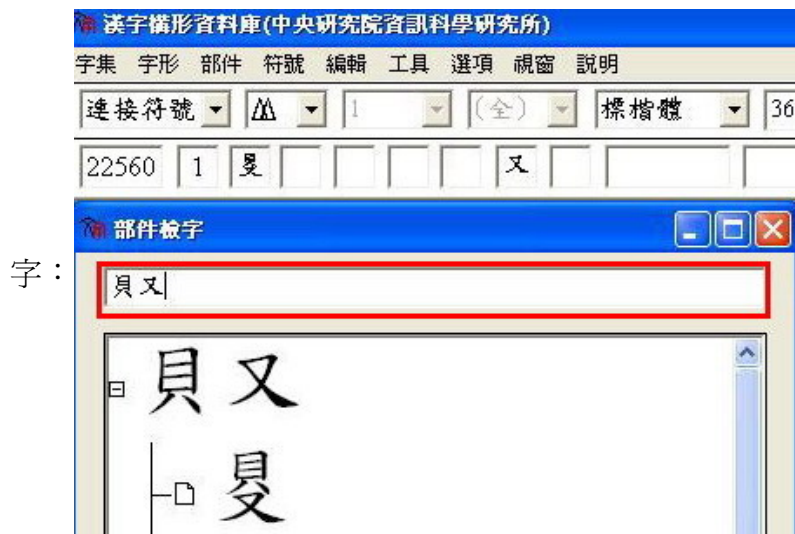 漢字構形資料庫(中央研究院資訊科學研究所)
字集 字形 部件 符號 編輯 工具 選項 視窗 說明
連接符號 1 (全) 標楷體 36
22560 1 又
部件檢字
字：
貝又
貝又